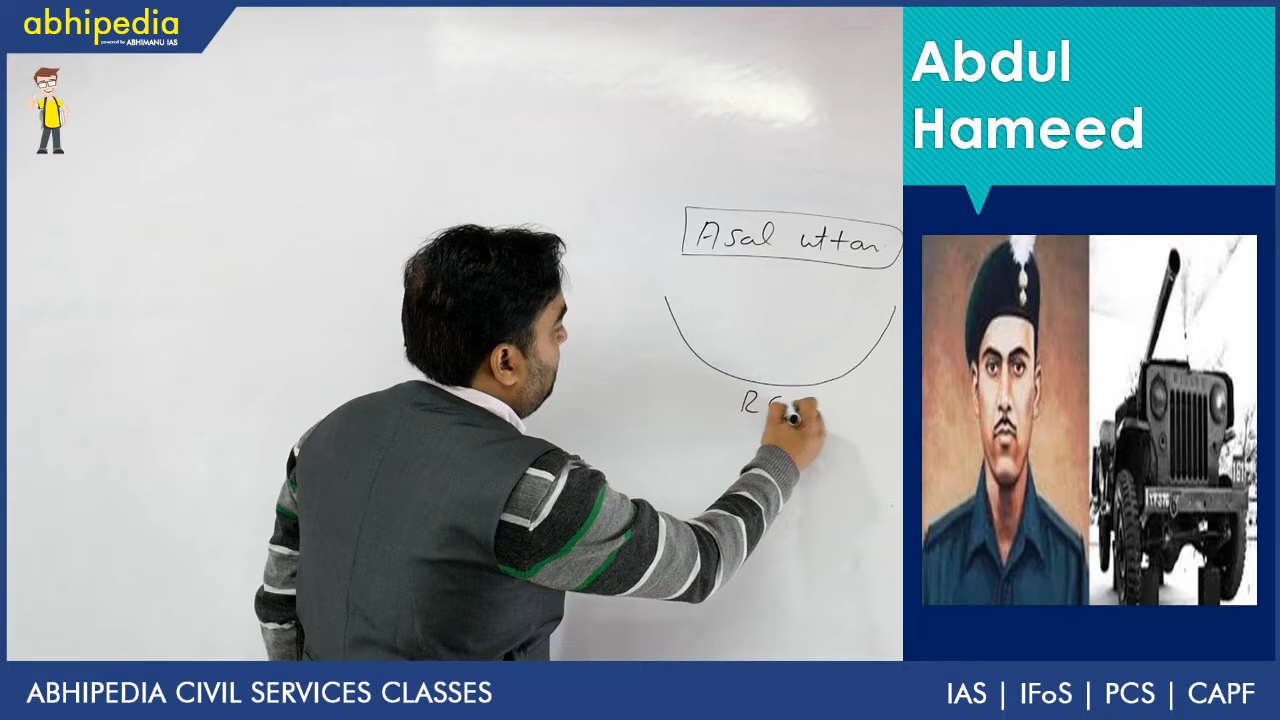 abhipedia
powered by ABHIMANU IAS
Abdul
Hameed
Asal uttar
R
ABHIPEDIA CIVIL SERVICES CLASSES
IAS | IFoS | PCS | CAPF